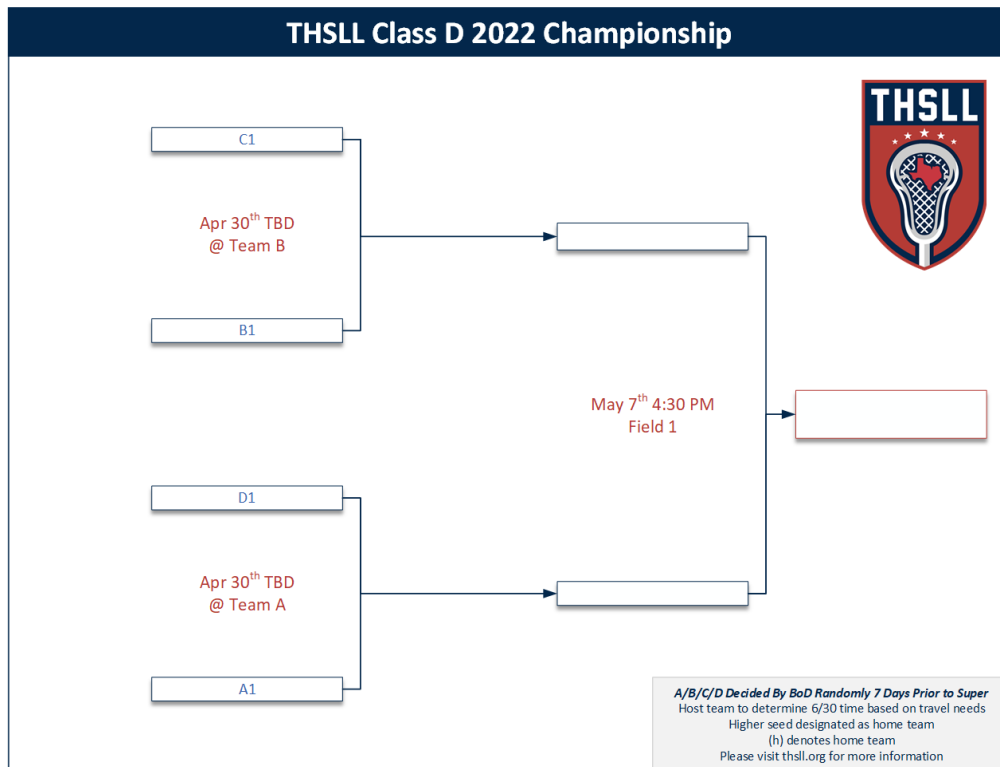 THSLL Class D 2022 Championship
THSLL
C1
Apr 30th TBD
@ Team B
B1
May 7th 4:30 PM
Field 1
D1
Apr 30th TBD
@ Team A
A1
A/B/C/D Decided By BoD Randomly 7 Days Prior to Super
Host team to determine 6/30 time based on travel needs
Higher seed designated as home team
(h) denotes home team
Please visit thsll.org for more information